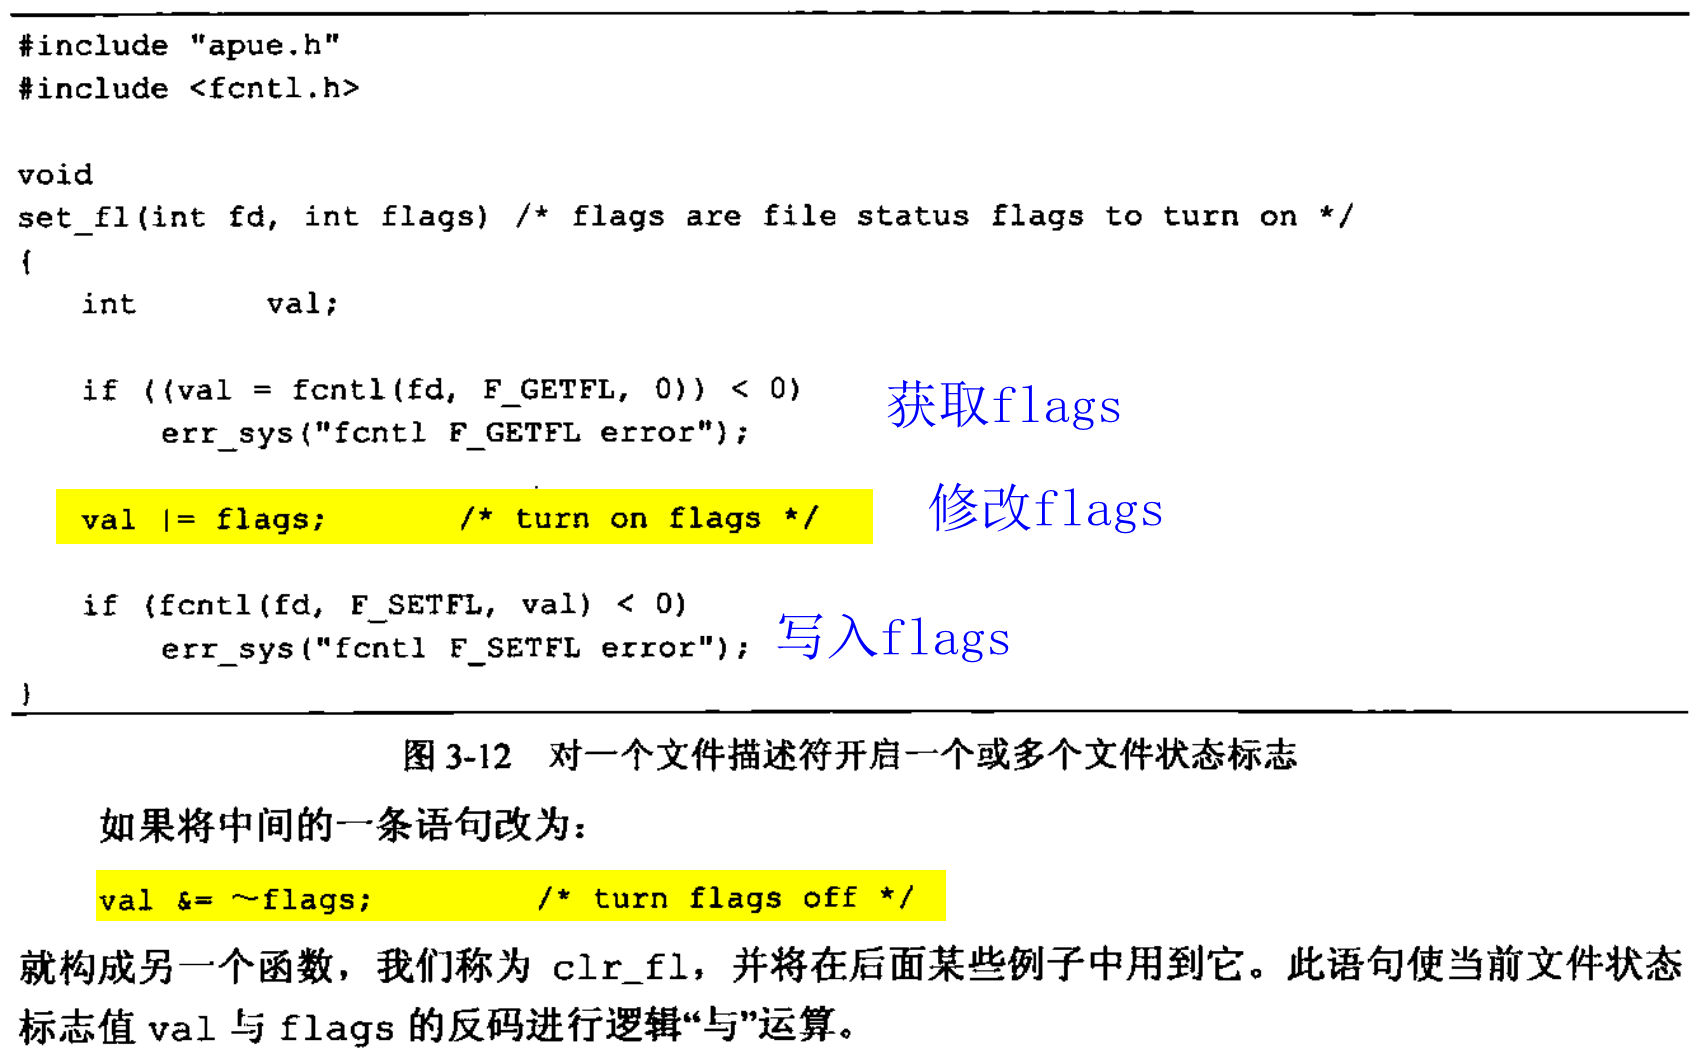 #include "apue.h"
#include <fcntl.h>
void
set_fl(int fd, int flags) /* flags are file status flags to turn on */
{
int val;
if ((val = fcntl(fd, F_GETFL, 0)) < 0)
获取flags
err_sys("fcntl F_GETFL error");
val |= flags; /* turn on flags */
修改flags
if (fcntl(fd, F_SETFL, val) < 0)
err_sys("fcntl F_SETFL error");
写入flags
}
图 3-12 对一个文件描述符开启一个或多个文件状态标志
如果将中间的一条语句改为：
val &= ~flags; /* turn flags off */
就构成另一个函数，我们称为 clr_fl，并将在后面某些例子中用到它。此语句使当前文件状态
标志值 val 与 flags 的反码进行逻辑“与”运算。